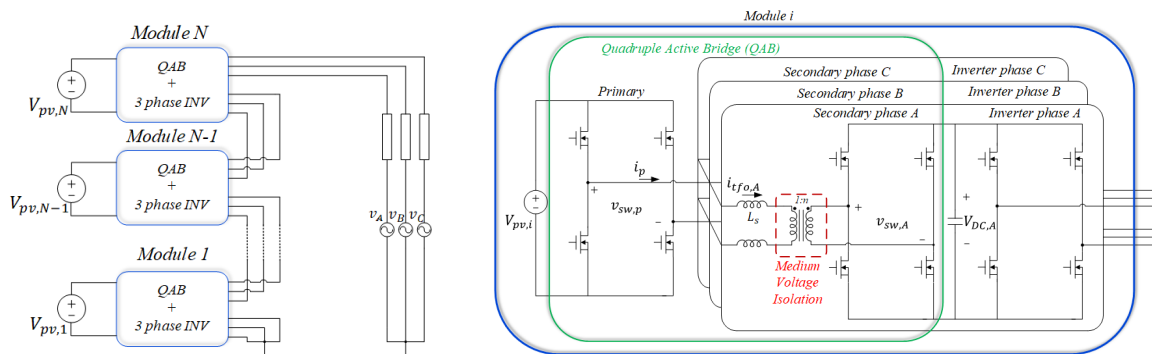 Module N
QAB
+
3 phase INV
V_{pv,N}
Module N-1
QAB
+
3 phase INV
V_{pv,N−1}
Module 1
QAB
+
3 phase INV
V_{pv,1}
v_A v_B v_C
Module i
Quadruple Active Bridge (QAB)
Secondary phase C
Inverter phase C
Secondary phase B
Inverter phase B
Secondary phase A
Inverter phase A
Primary
V_{pv,i}
i_p
+
v_{sw,p}
−
i_{tfo,A}
L_s
1:n
Medium
Voltage
Isolation
+
v_{sw,A}
−
+
V_{DC,A}
−